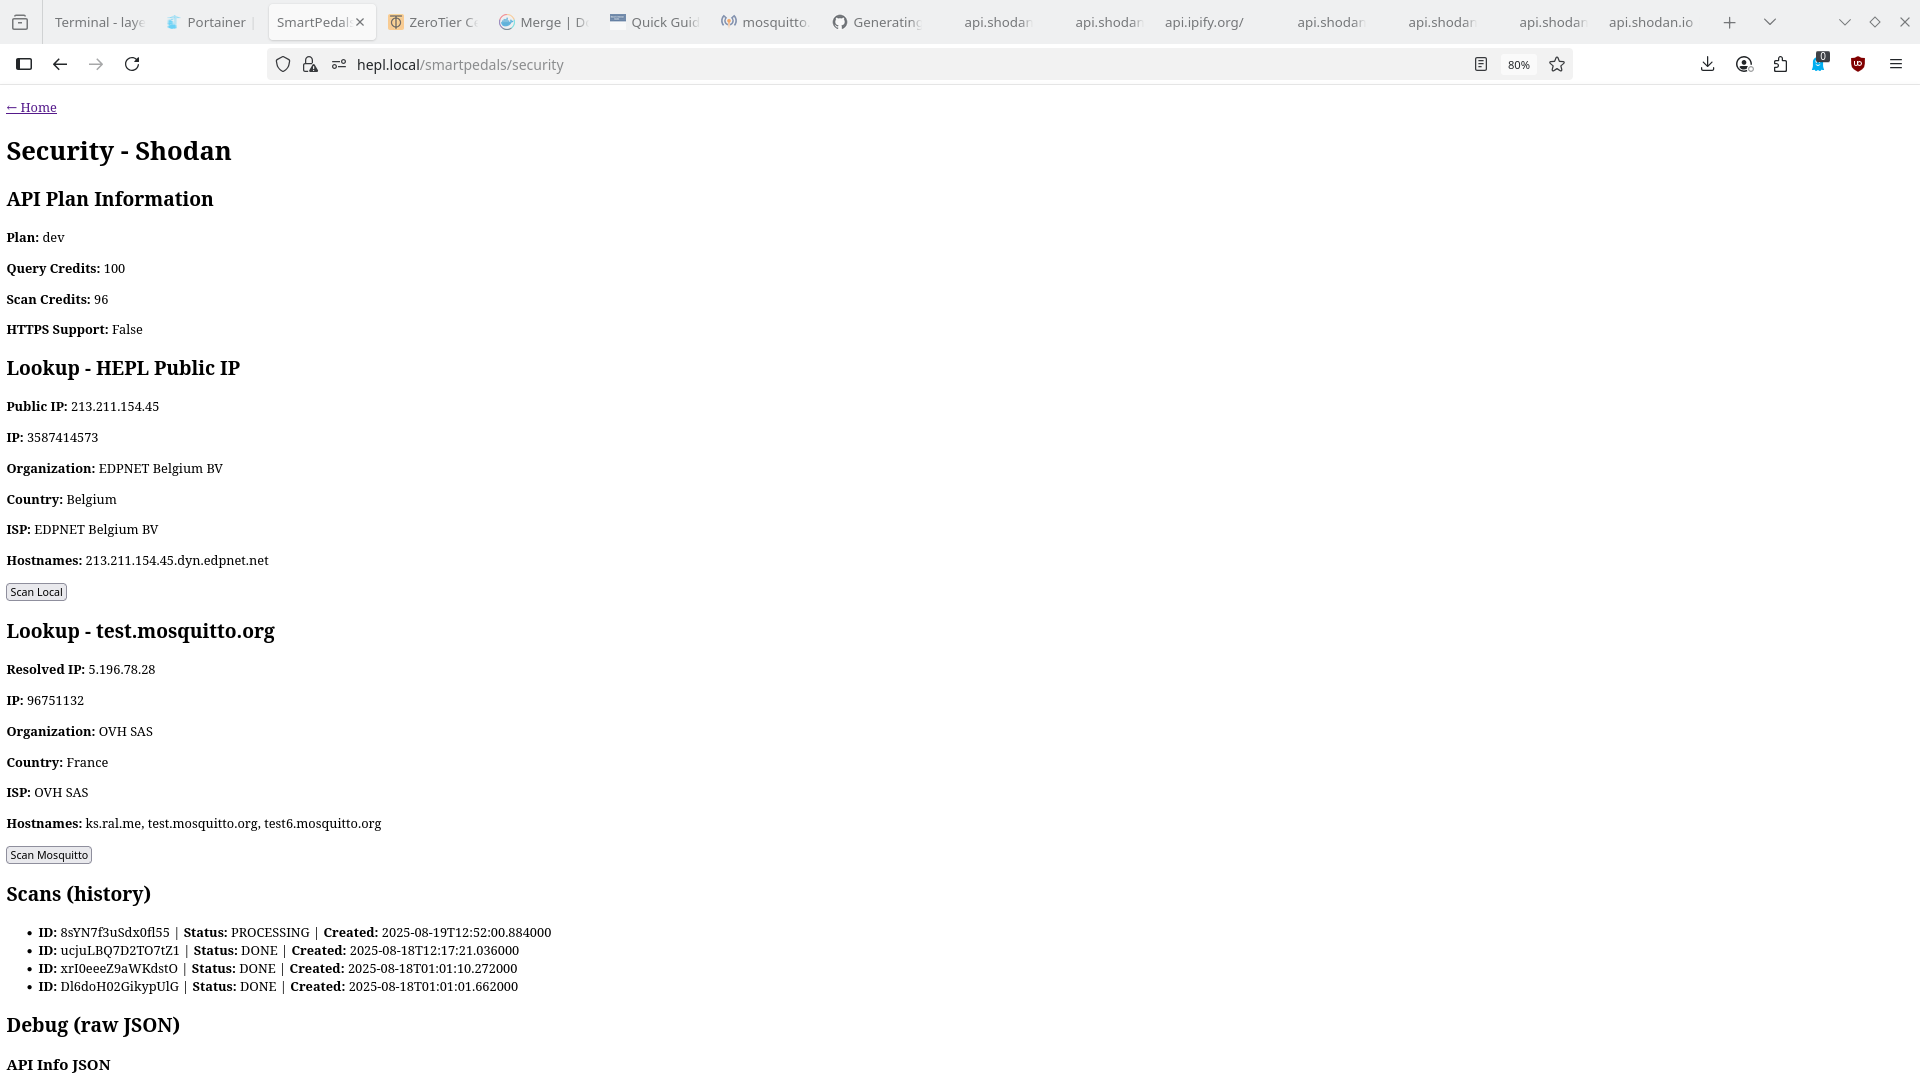 Terminal - laye
Portainer
SmartPedal
ZeroTier C
Merge | D
Quick Guid
mosquitto.
Generating
api.shodan
api.shodan
api.ipify.org/
api.shodan
api.shodan
api.shodan
api.shodan.io
hepl.local/smartpedals/security
80%
0
← Home
Security - Shodan
API Plan Information
Plan: dev
Query Credits: 100
Scan Credits: 96
HTTPS Support: False
Lookup - HEPL Public IP
Public IP: 213.211.154.45
IP: 3587414573
Organization: EDPNET Belgium BV
Country: Belgium
ISP: EDPNET Belgium BV
Hostnames: 213.211.154.45.dyn.edpnet.net
Scan Local
Lookup - test.mosquitto.org
Resolved IP: 5.196.78.28
IP: 96751132
Organization: OVH SAS
Country: France
ISP: OVH SAS
Hostnames: ks.ral.me, test.mosquitto.org, test6.mosquitto.org
Scan Mosquitto
Scans (history)
• ID: 8sYN7f3uSdx0fl55 | Status: PROCESSING | Created: 2025-08-19T12:52:00.884000
• ID: ucjuLBQ7D2TO7tZ1 | Status: DONE | Created: 2025-08-18T12:17:21.036000
• ID: xrI0eeeZ9aWKdstO | Status: DONE | Created: 2025-08-18T01:01:10.272000
• ID: Dl6doH02GikypUlG | Status: DONE | Created: 2025-08-18T01:01:01.662000
Debug (raw JSON)
API Info JSON